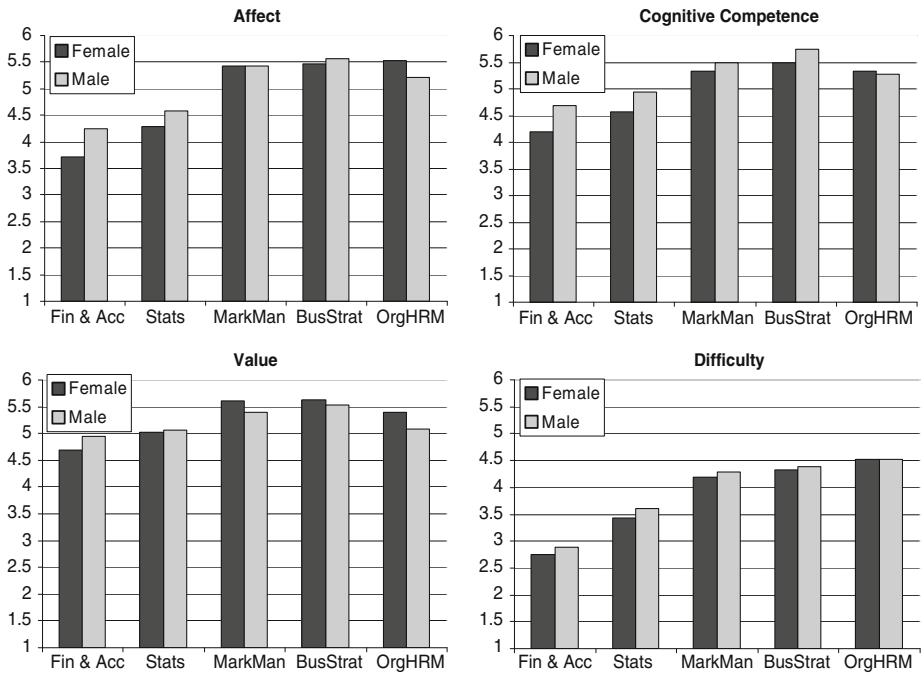 Affect
6
5.5
5
4.5
4
3.5
3
2.5
2
1.5
1
Female
Male
Fin & Acc Stats MarkMan BusStrat OrgHRM
Cognitive Competence
6
5.5
5
4.5
4
3.5
3
2.5
2
1.5
1
Female
Male
Fin & Acc Stats MarkMan BusStrat OrgHRM
Value
6
5.5
5
4.5
4
3.5
3
2.5
2
1.5
1
Female
Male
Fin & Acc Stats MarkMan BusStrat OrgHRM
Difficulty
6
5.5
5
4.5
4
3.5
3
2.5
2
1.5
1
Female
Male
Fin & Acc Stats MarkMan BusStrat OrgHRM